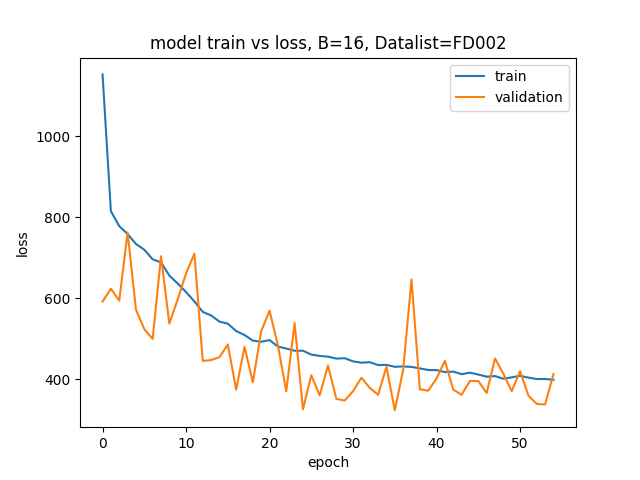 model train vs loss, B=16, Datalist=FD002
train
validation
1000
800
600
400
loss
0
10
20
30
40
50
epoch